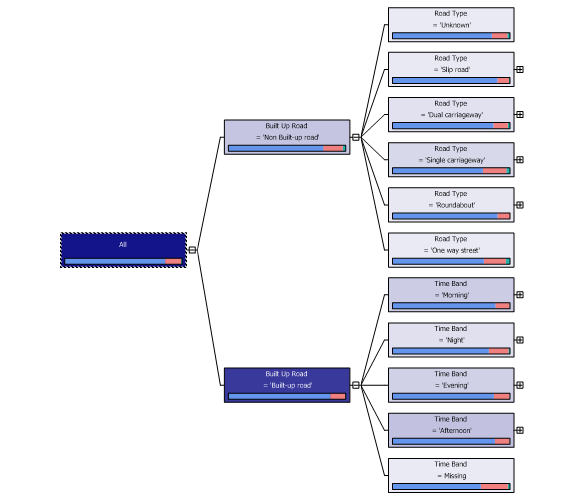 Road Type
= 'Unknown'
Road Type
= 'Slip road'
Road Type
= 'Dual carriageway'
Built Up Road
= 'Non Built-up road'
Road Type
= 'Single carriageway'
Road Type
= 'Roundabout'
Road Type
= 'One way street'
All
Time Band
= 'Morning'
Time Band
= 'Night'
Built Up Road
= 'Built-up road'
Time Band
= 'Evening'
Time Band
= 'Afternoon'
Time Band
= Missing